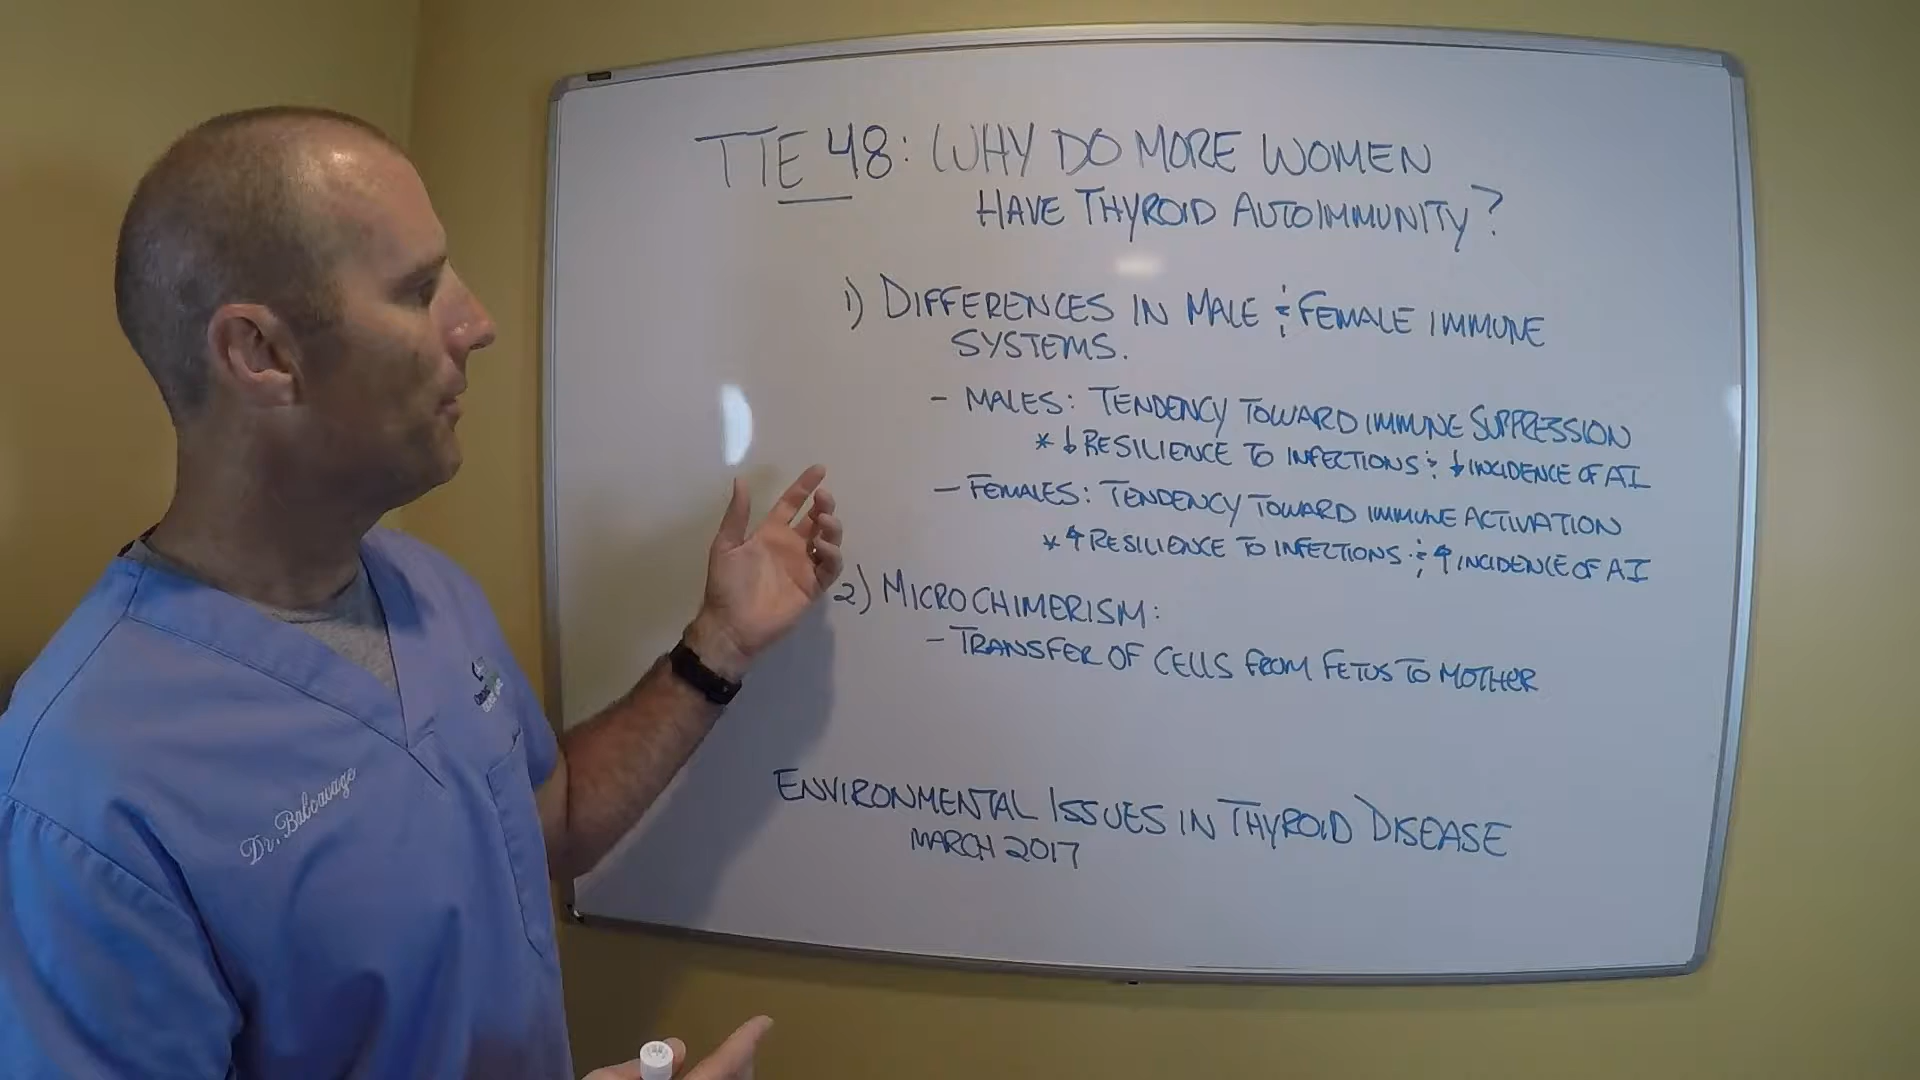 TTE 48: WHY DO MORE WOMEN
HAVE THYROID AUTOIMMUNITY?
1) DIFFERENCES IN MALE & FEMALE IMMUNE
SYSTEMS.
- MALES: TENDENCY TOWARD IMMUNE SUPPRESSION
* ↓ RESILIENCE TO INFECTIONS & ↓ INCIDENCE OF AI
- FEMALES: TENDENCY TOWARD IMMUNE ACTIVATION
* ↑ RESILIENCE TO INFECTIONS & ↑ INCIDENCE OF AI
2) MICROCHIMERISM:
- TRANSFER OF CELLS FROM FETUS TO MOTHER
ENVIRONMENTAL ISSUES IN THYROID DISEASE
MARCH 2017
Dr. Balcavage